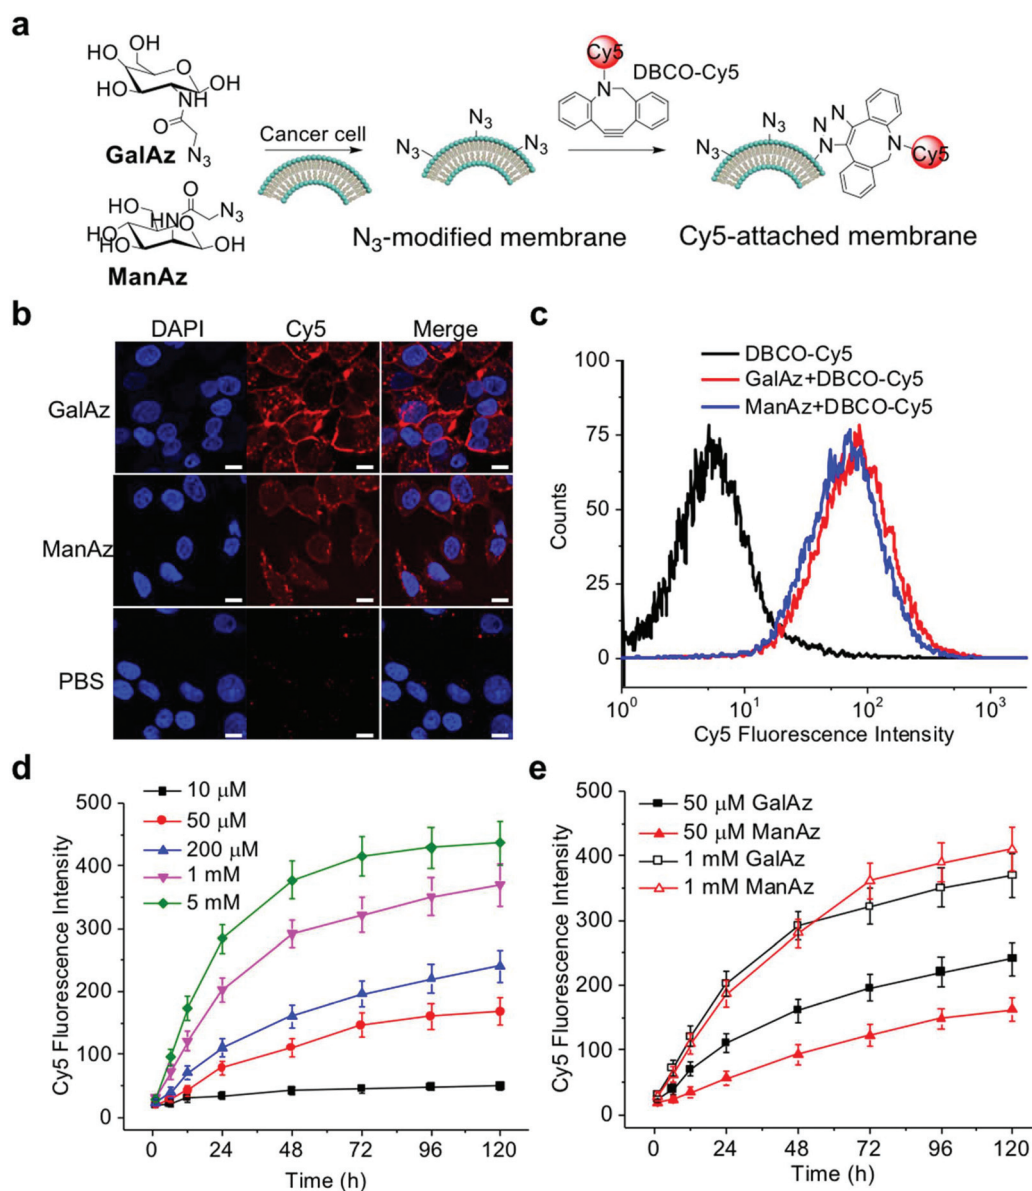 a
HO OH
O
HO
OH
NH
O
N3
GalAz
O
N3
HO
HN
HO
HO
O
OH
ManAz
Cancer cell
N3
N3
N3
N3-modified membrane
Cy5
DBCO-Cy5
N
N3
N3
N
N
N
N
Cy5
Cy5-attached membrane
b
DAPI Cy5 Merge
GalAz
ManAz
PBS
c
DBCO-Cy5
GalAz+DBCO-Cy5
ManAz+DBCO-Cy5
100
75
50
25
0
Counts
10^0 10^1 10^2 10^3
Cy5 Fluorescence Intensity
d
10 μM
50 μM
200 μM
1 mM
5 mM
500
400
300
200
100
0
Cy5 Fluorescence Intensity
0 24 48 72 96 120
Time (h)
e
50 μM GalAz
50 μM ManAz
1 mM GalAz
1 mM ManAz
500
400
300
200
100
0
Cy5 Fluorescence Intensity
0 24 48 72 96 120
Time (h)